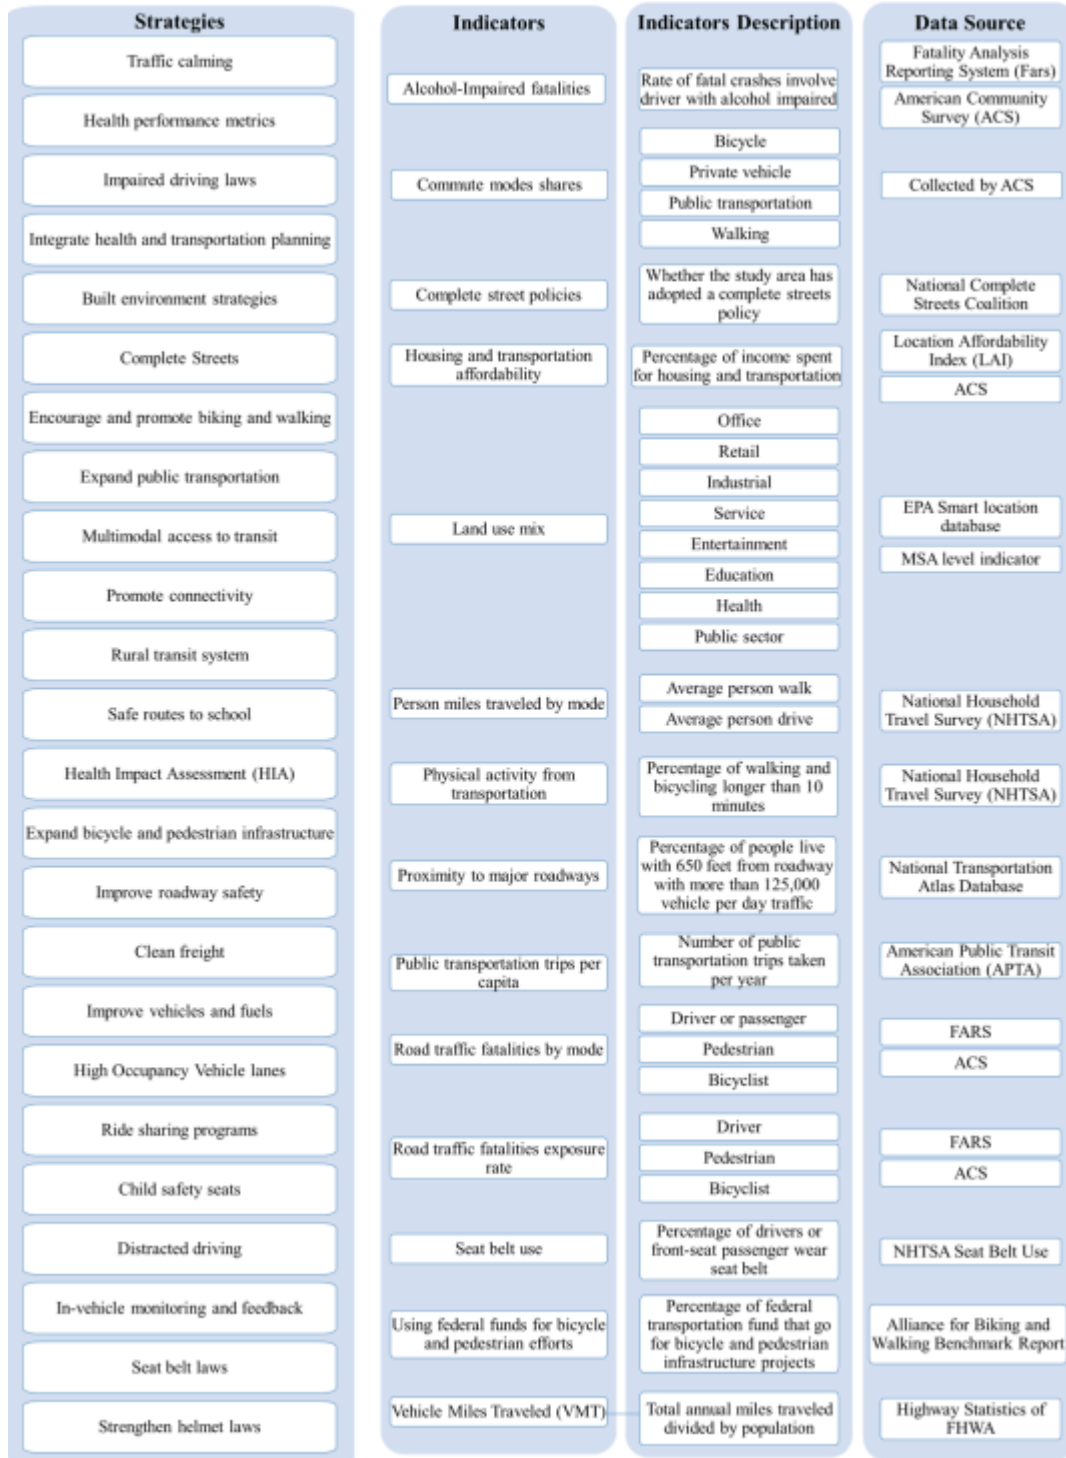 Strategies
Traffic calming
Health performance metrics
Impaired driving laws
Integrate health and transportation planning
Built environment strategies
Complete Streets
Encourage and promote biking and walking
Expand public transportation
Multimodal access to transit
Promote connectivity
Rural transit system
Safe routes to school
Health Impact Assessment (HIA)
Expand bicycle and pedestrian infrastructure
Improve roadway safety
Clean freight
Improve vehicles and fuels
High Occupancy Vehicle lanes
Ride sharing programs
Child safety seats
Distracted driving
In-vehicle monitoring and feedback
Seat belt laws
Strengthen helmet laws
Indicators
Alcohol-Impaired fatalities
Commute modes shares
Complete street policies
Housing and transportation
affordability
Land use mix
Person miles traveled by mode
Physical activity from
transportation
Proximity to major roadways
Public transportation trips per
capita
Road traffic fatalities by mode
Road traffic fatalities exposure
rate
Seat belt use
Using federal funds for bicycle
and pedestrian efforts
Vehicle Miles Traveled (VMT)
Indicators Description
Rate of fatal crashes involve
driver with alcohol impaired
Bicycle
Private vehicle
Public transportation
Walking
Whether the study area has
adopted a complete streets
policy
Percentage of income spent
for housing and transportation
Office
Retail
Industrial
Service
Entertainment
Education
Health
Public sector
Average person walk
Average person drive
Percentage of walking and
bicycling longer than 10
minutes
Percentage of people live
with 650 feet from roadway
with more than 125,000
vehicle per day traffic
Number of public
transportation trips taken
per year
Driver or passenger
Pedestrian
Bicyclist
Driver
Pedestrian
Bicyclist
Percentage of drivers or
front-seat passenger wear
seat belt
Percentage of federal
transportation fund that go
for bicycle and pedestrian
infrastructure projects
Total annual miles traveled
divided by population
Data Source
Fatality Analysis
Reporting System (Fars)
American Community
Survey (ACS)
Collected by ACS
National Complete
Streets Coalition
Location Affordability
Index (LAI)
ACS
EPA Smart location
database
MSA level indicator
National Household
Travel Survey (NHTSA)
National Household
Travel Survey (NHTSA)
National Transportation
Atlas Database
American Public Transit
Association (APTA)
FARS
ACS
FARS
ACS
NHTSA Seat Belt Use
Alliance for Biking and
Walking Benchmark Report
Highway Statistics of
FHWA